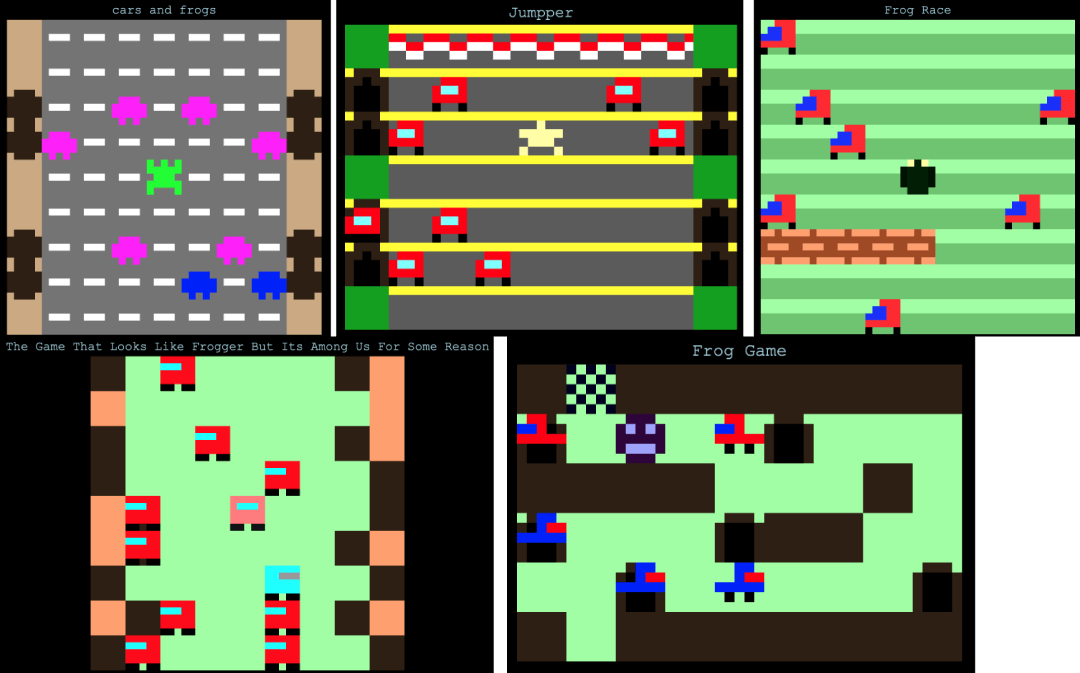 cars and frogs
Jumpper
Frog Race
The Game That Looks Like Frogger But Its Among Us For Some Reason
Frog Game